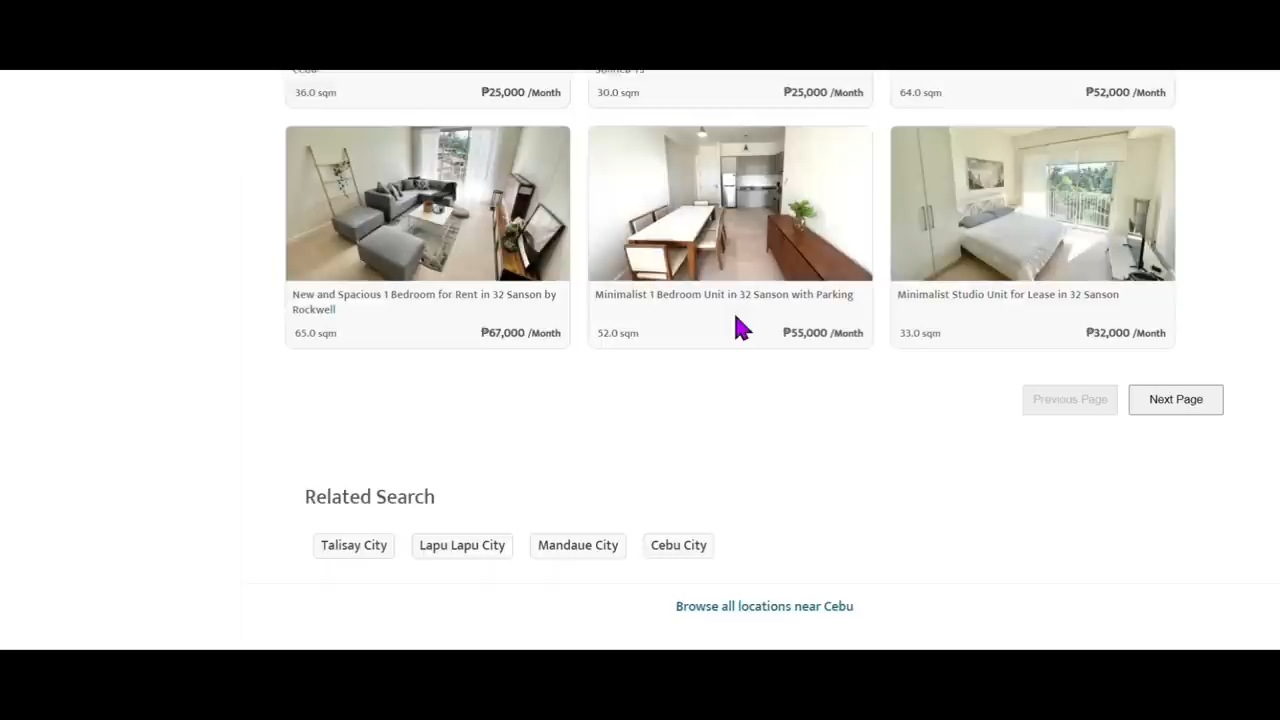 36.0 sqm ₱25,000 /Month
30.0 sqm ₱25,000 /Month
64.0 sqm ₱52,000 /Month
New and Spacious 1 Bedroom for Rent in 32 Sanson by
Rockwell
65.0 sqm ₱67,000 /Month
Minimalist 1 Bedroom Unit in 32 Sanson with Parking
52.0 sqm ₱55,000 /Month
Minimalist Studio Unit for Lease in 32 Sanson
33.0 sqm ₱32,000 /Month
Previous Page
Next Page
Related Search
Talisay City
Lapu Lapu City
Mandaue City
Cebu City
Browse all locations near Cebu